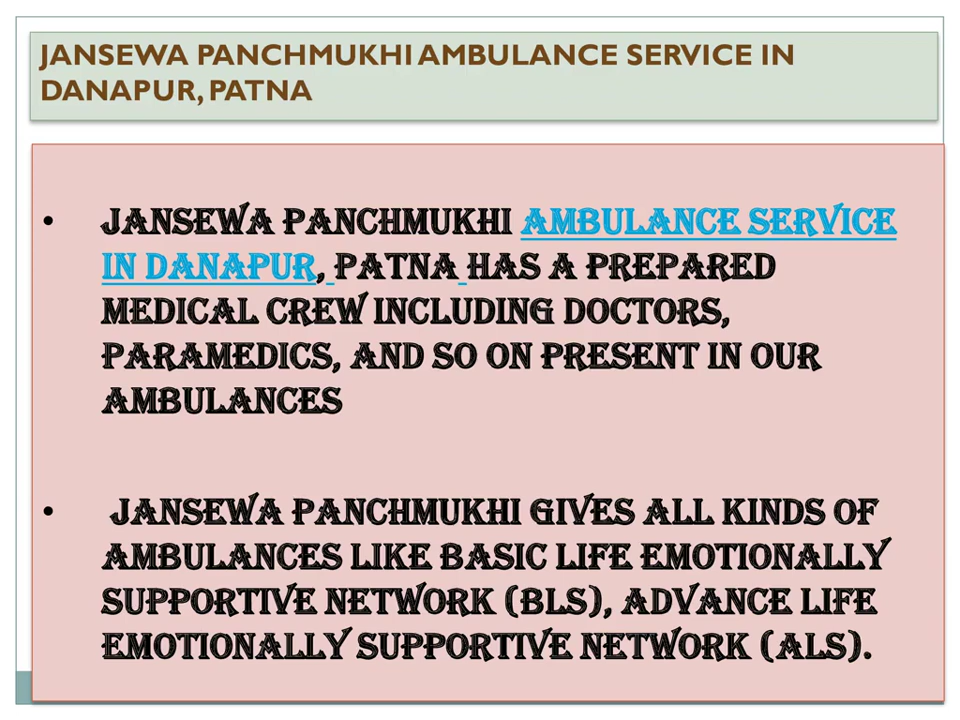 JANSEWA PANCHMUKHI AMBULANCE SERVICE IN
DANAPUR, PATNA
• JANSEWA PANCHMUKHI AMBULANCE SERVICE
IN DANAPUR, PATNA HAS A PREPARED
MEDICAL CREW INCLUDING DOCTORS,
PARAMEDICS, AND SO ON PRESENT IN OUR
AMBULANCES
• JANSEWA PANCHMUKHI GIVES ALL KINDS OF
AMBULANCES LIKE BASIC LIFE EMOTIONALLY
SUPPORTIVE NETWORK (BLS), ADVANCE LIFE
EMOTIONALLY SUPPORTIVE NETWORK (ALS).